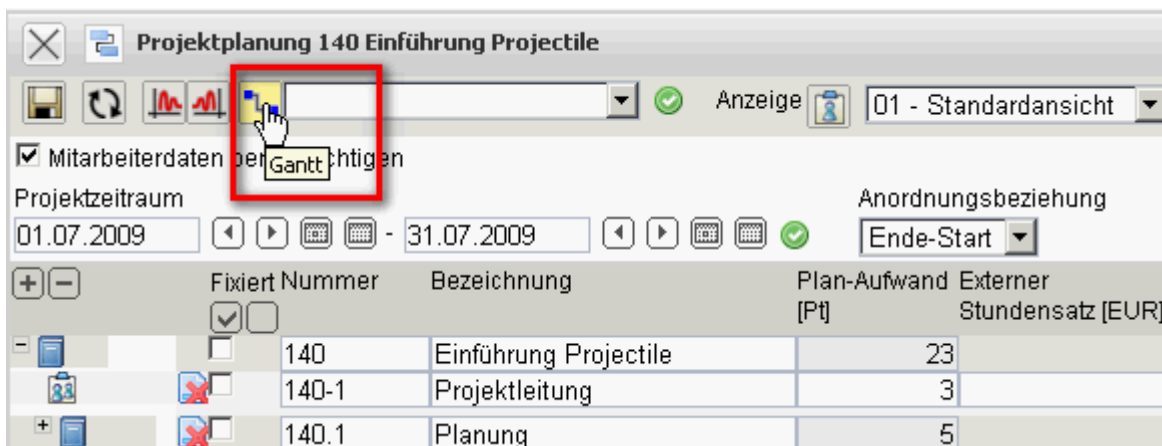 Projektplanung 140 Einführung Projectile
Anzeige 01 - Standardansicht
Mitarbeiterdaten ber chtigen
Gantt
Projektzeitraum Anordnungsbeziehung
01.07.2009 - 31.07.2009 Ende-Start
Fixiert Nummer Bezeichnung Plan-Aufwand Externer
[Pt] Stundensatz [EUR]
140 Einführung Projectile 23
140-1 Projektleitung 3
140.1 Planung 5